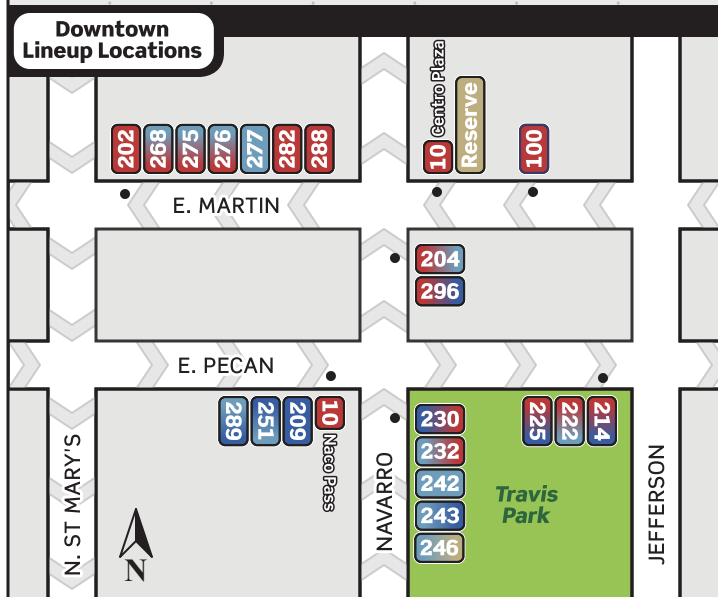 Downtown
Lineup Locations
202
268
275
276
277
282
288
10
Centro Plaza
Reserve
100
E. MARTIN
204
296
E. PECAN
289
251
209
10
Naco Pass
230
232
242
243
246
225
222
214
Travis
Park
N. ST MARY'S
NAVARRO
JEFFERSON
N